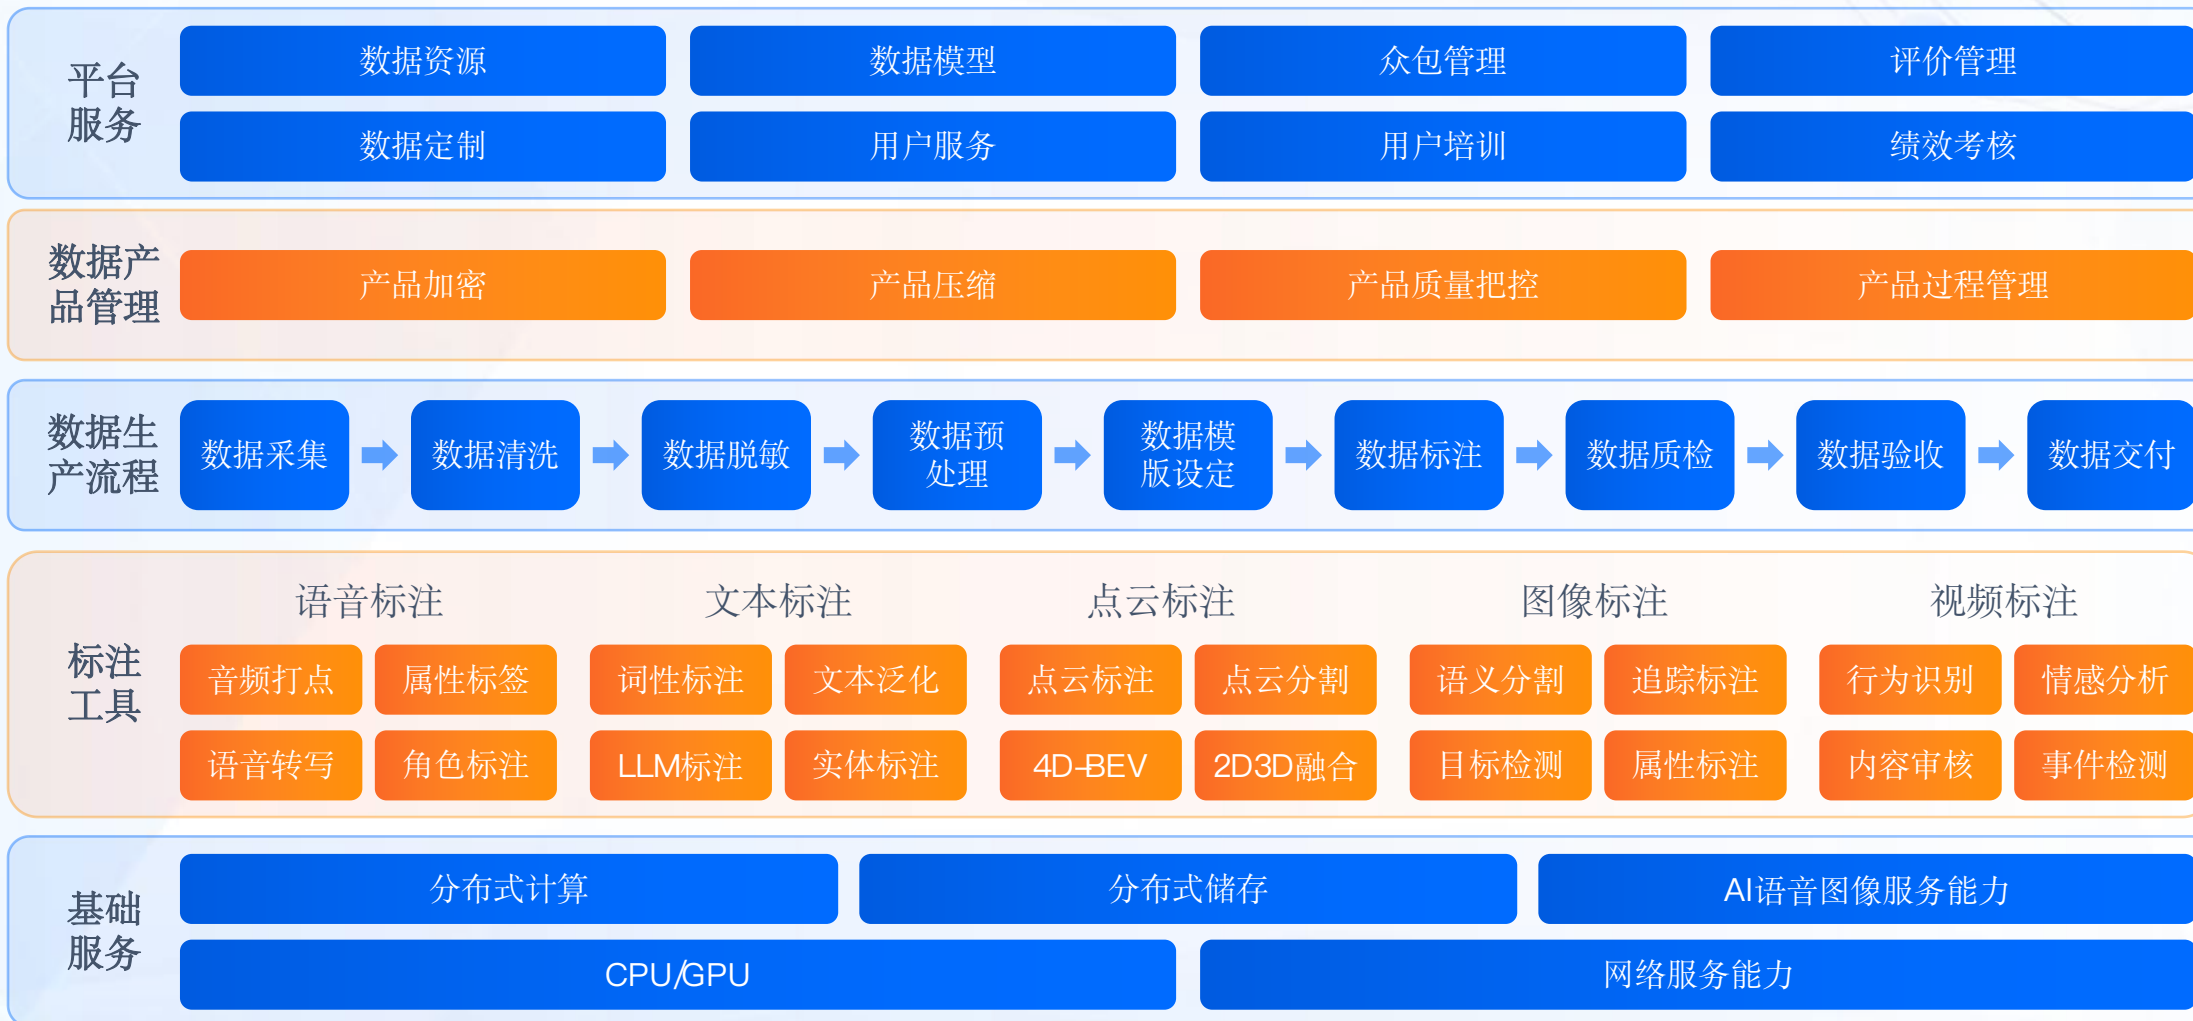 平台
服务
数据资源
数据模型
众包管理
评价管理
数据定制
用户服务
用户培训
绩效考核
数据产
品管理
产品加密
产品压缩
产品质量把控
产品过程管理
数据生
产流程
数据采集
数据清洗
数据脱敏
数据预
处理
数据模
版设定
数据标注
数据质检
数据验收
数据交付
标注
工具
语音标注
文本标注
点云标注
图像标注
视频标注
音频打点
属性标签
词性标注
文本泛化
点云标注
点云分割
语义分割
追踪标注
行为识别
情感分析
语音转写
角色标注
LLM标注
实体标注
4D-BEV
2D3D融合
目标检测
属性标注
内容审核
事件检测
基础
服务
分布式计算
分布式储存
AI语音图像服务能力
CPU/GPU
网络服务能力